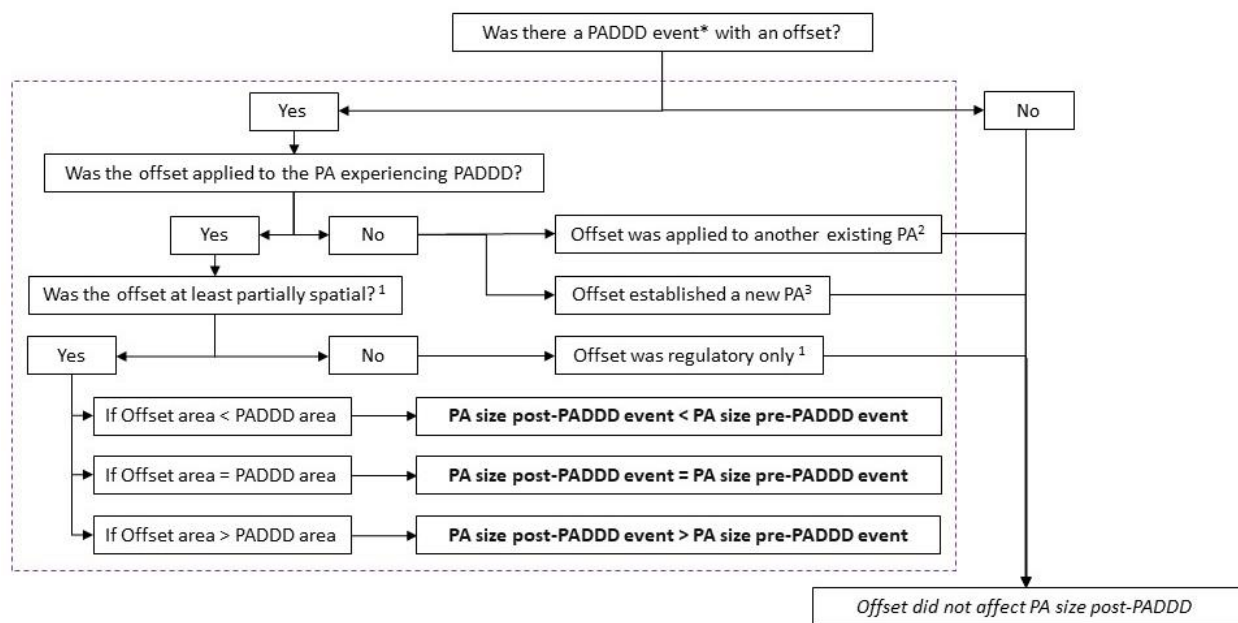 Was there a PADDD event* with an offset?
Yes
No
Was the offset applied to the PA experiencing PADDD?
Yes
No
Offset was applied to another existing PA²
Was the offset at least partially spatial? ¹
Offset established a new PA³
Yes
No
Offset was regulatory only ¹
If Offset area < PADDD area
PA size post-PADDD event < PA size pre-PADDD event
If Offset area = PADDD area
PA size post-PADDD event = PA size pre-PADDD event
If Offset area > PADDD area
PA size post-PADDD event > PA size pre-PADDD event
Offset did not affect PA size post-PADDD